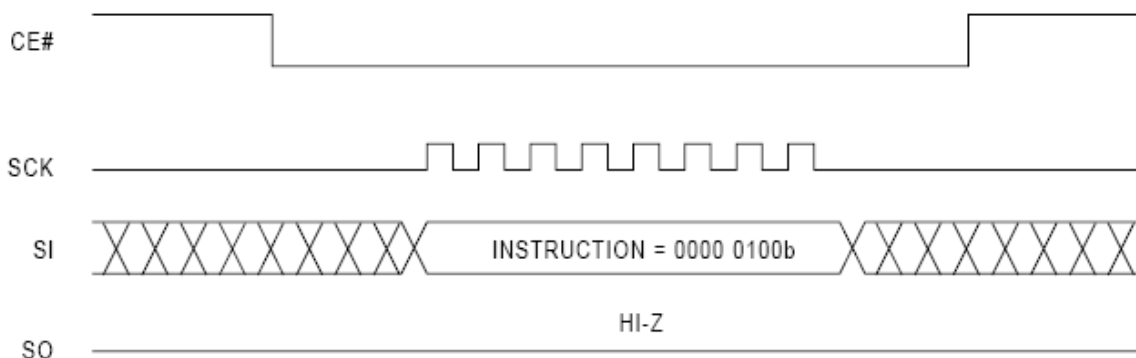 CE#
SCK
SI
INSTRUCTION = 0000 0100b
HI-Z
SO